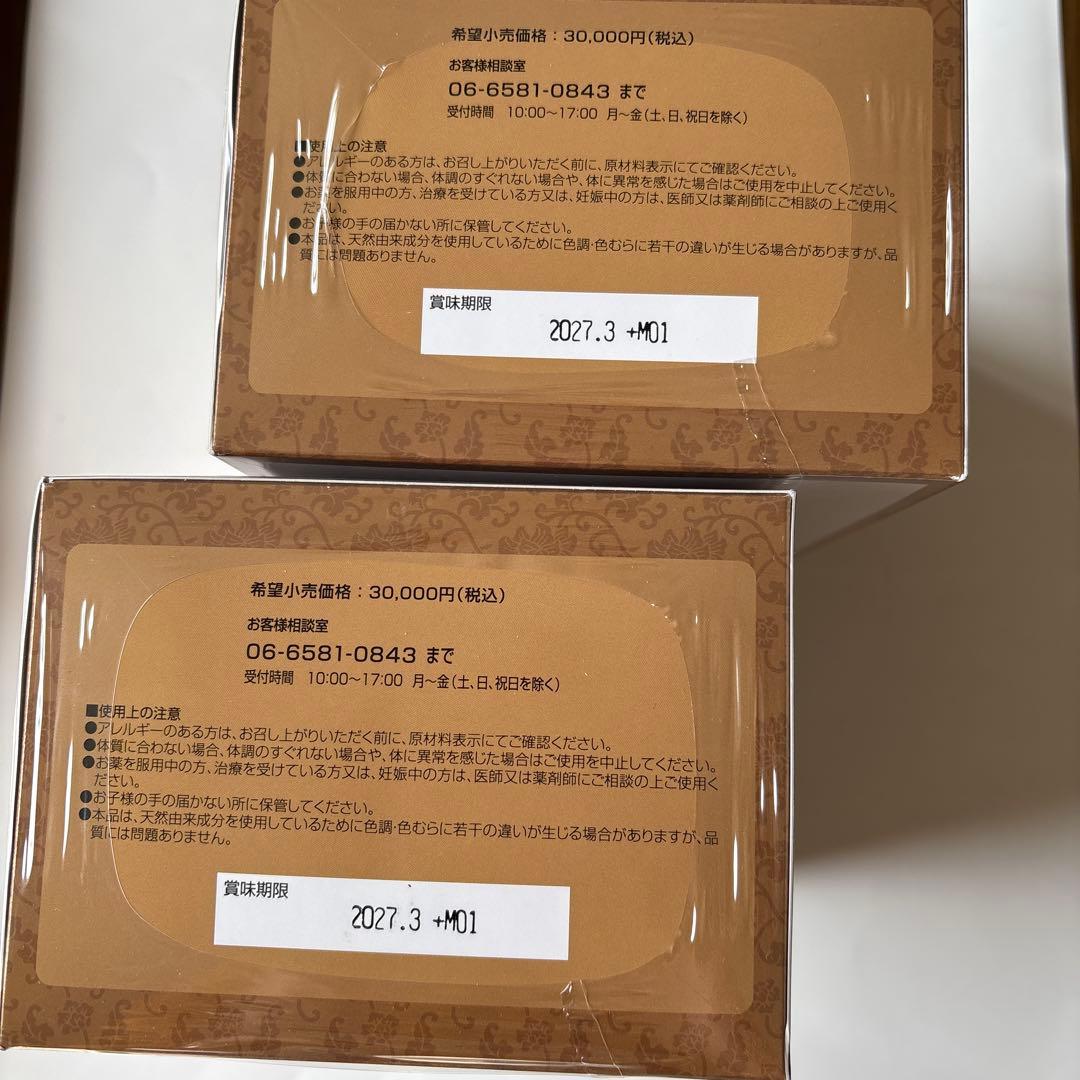 希望小売価格：30,000円（税込）
お客様相談室
06-6581-0843 まで
受付時間　10:00〜17:00 月〜金（土、日、祝日を除く）
■使用上の注意
●アレルギーのある方は、お召し上がりいただく前に、原材料表示にてご確認ください。
●体質に合わない場合、体調のすぐれない場合や、体に異常を感じた場合はご使用を中止してください。
●お薬を服用中の方、治療を受けている方又は、妊娠中の方は、医師又は薬剤師にご相談の上ご使用く
ださい。
●お子様の手の届かない所に保管してください。
●本品は、天然由来成分を使用しているために色調・色むらに若干の違いが生じる場合がありますが、品
質には問題ありません。
賞味期限
2027.3 +M01
希望小売価格：30,000円（税込）
お客様相談室
06-6581-0843 まで
受付時間　10:00〜17:00 月〜金（土、日、祝日を除く）
■使用上の注意
●アレルギーのある方は、お召し上がりいただく前に、原材料表示にてご確認ください。
●体質に合わない場合、体調のすぐれない場合や、体に異常を感じた場合はご使用を中止してください。
●お薬を服用中の方、治療を受けている方又は、妊娠中の方は、医師又は薬剤師にご相談の上ご使用く
ださい。
●お子様の手の届かない所に保管してください。
●本品は、天然由来成分を使用しているために色調・色むらに若干の違いが生じる場合がありますが、品
質には問題ありません。
賞味期限
2027.3 +M01